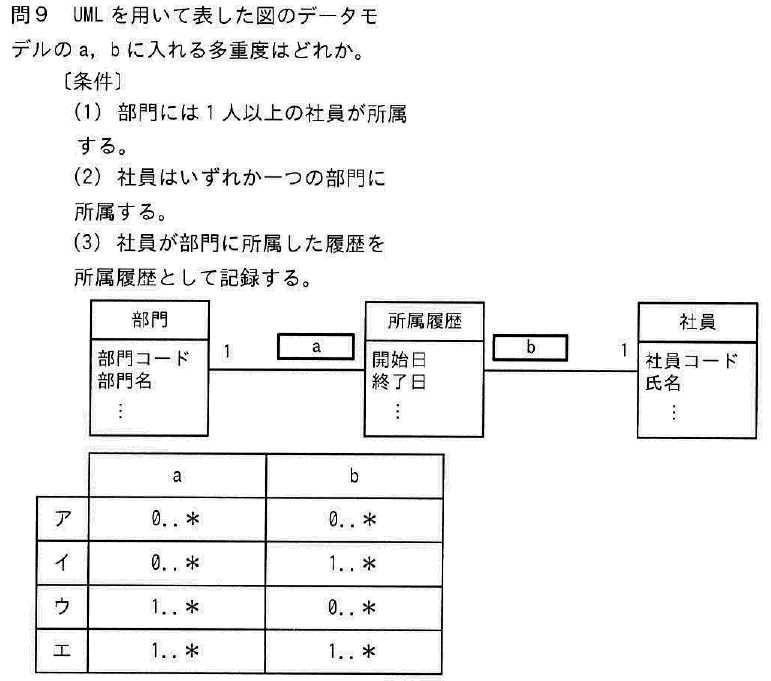 問９　UMLを用いて表した図のデータモ
デルのa，bに入れる多重度はどれか。
〔条件〕
(1) 部門には１人以上の社員が所属
する。
(2) 社員はいずれか一つの部門に
所属する。
(3) 社員が部門に所属した履歴を
所属履歴として記録する。
部門 所属履歴 社員
1 a b 1
部門コード 開始日 社員コード
部門名 終了日 氏名
⋮ ⋮ ⋮
a b
ア 0..＊ 0..＊
イ 0..＊ 1..＊
ウ 1..＊ 0..＊
エ 1..＊ 1..＊